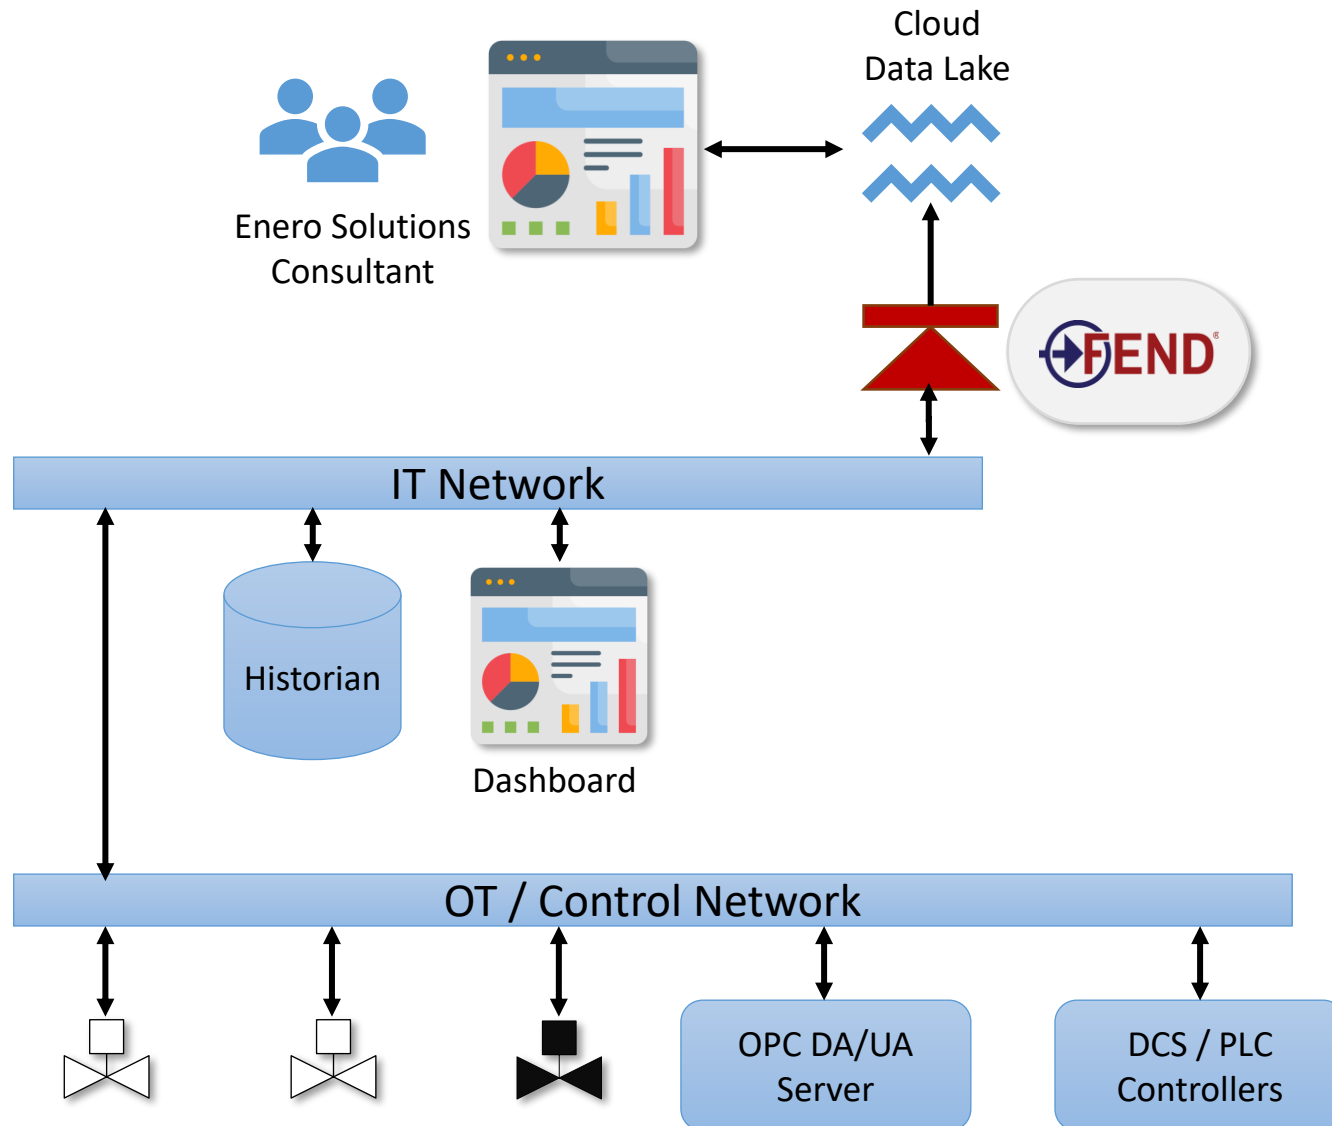 Cloud
Data Lake
Enero Solutions
Consultant
FEND®
IT Network
Historian
Dashboard
OT / Control Network
OPC DA/UA
Server
DCS / PLC
Controllers